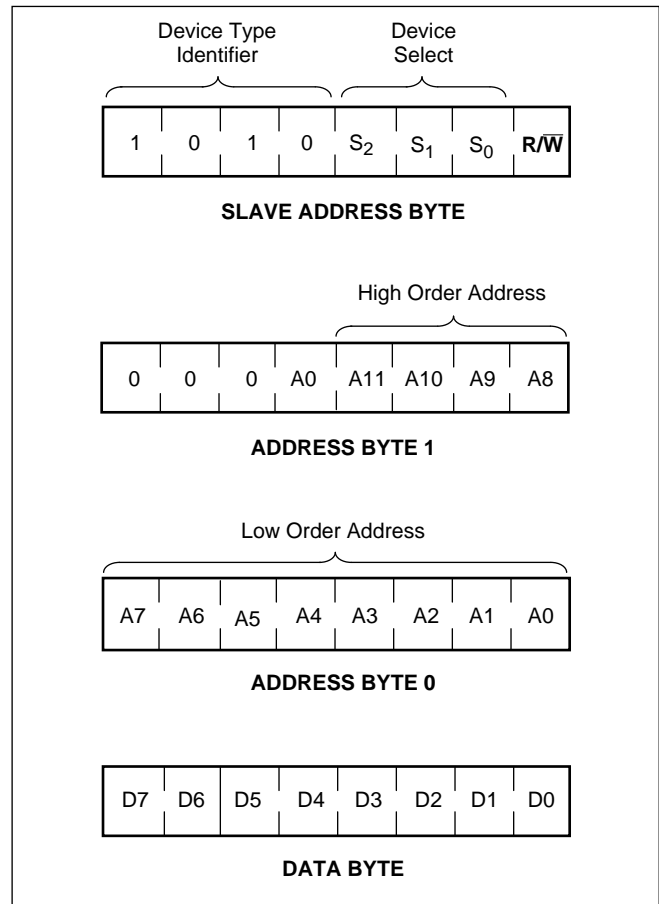 Device Type
Identifier
Device
Select
1 0 1 0 S2 S1 S0 R/W̅
SLAVE ADDRESS BYTE
High Order Address
0 0 0 A0 A11 A10 A9 A8
ADDRESS BYTE 1
Low Order Address
A7 A6 A5 A4 A3 A2 A1 A0
ADDRESS BYTE 0
D7 D6 D5 D4 D3 D2 D1 D0
DATA BYTE